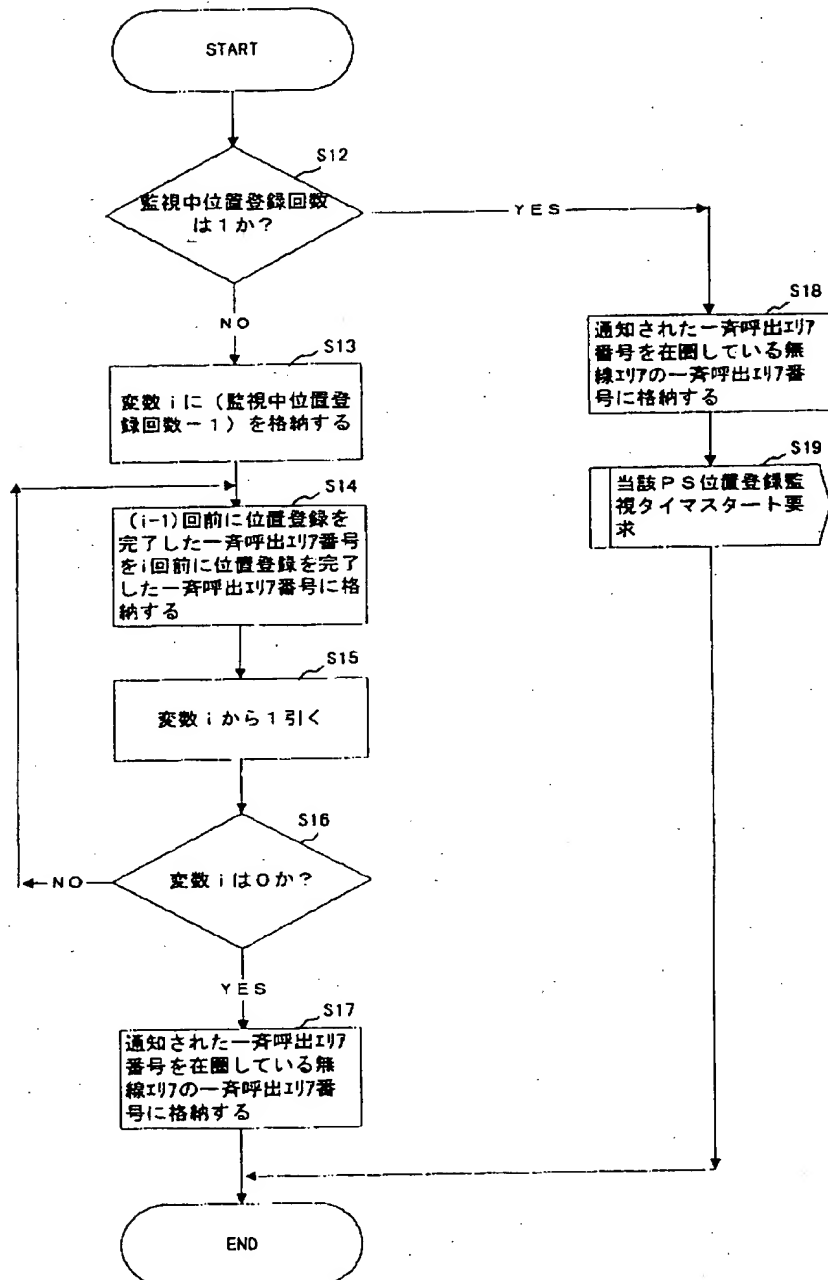 START
S12
監視中位置登録回数
は1か?
YES
NO
S13
変数iに(監視中位置登
録回数-1)を格納する
S14
(i-1)回前に位置登録を
完了した一斉呼出エリア番号
をi回前に位置登録を完了
した一斉呼出エリア番号に格
納する
S15
変数iから1引く
S16
変数iは0か?
NO
YES
S17
通知された一斉呼出エリア
番号を在圏している無
線エリアの一斉呼出エリア番
号に格納する
S18
通知された一斉呼出エリア
番号を在圏している無
線エリアの一斉呼出エリア番
号に格納する
S19
当該PS位置登録監
視タイマスタート要
求
END